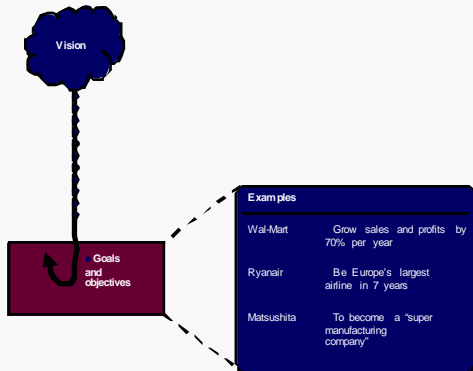 Vision
• Goals
and
objectives
Examples
Wal-Mart Grow sales and profits by
70% per year
Ryanair Be Europe's largest
airline in 7 years
Matsushita To become a "super
manufacturing
company"